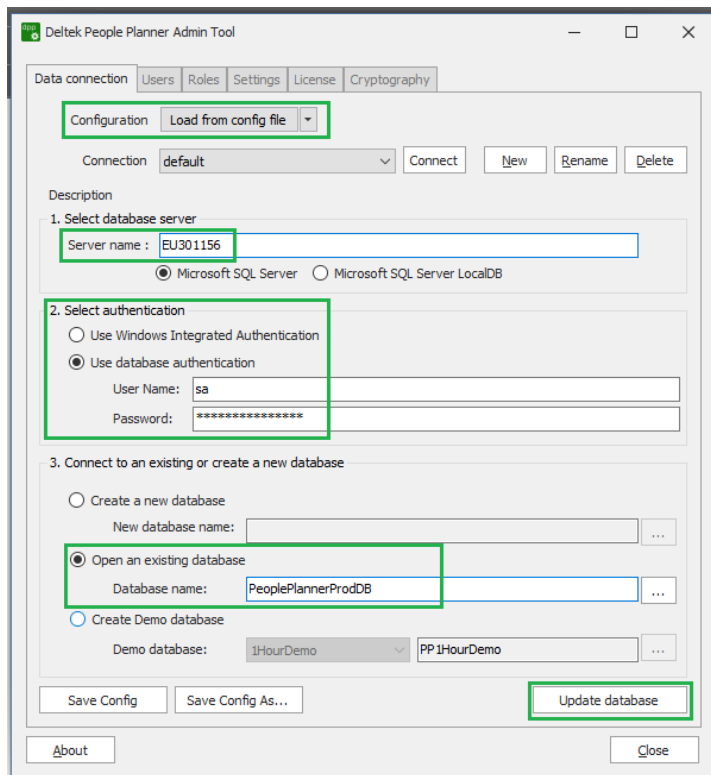 dpp Deltek People Planner Admin Tool
Data connection Users Roles Settings License Cryptography
Configuration Load from config file
Connection default Connect New Rename Delete
Description
1. Select database server
Server name : EU301156
Microsoft SQL Server Microsoft SQL Server LocalDB
2. Select authentication
Use Windows Integrated Authentication
Use database authentication
User Name: sa
Password: ***************
3. Connect to an existing or create a new database
Create a new database
New database name: ...
Open an existing database
Database name: PeoplePlannerProdDB ...
Create Demo database
Demo database: 1HourDemo PP1HourDemo ...
Save Config Save Config As... Update database
About Close